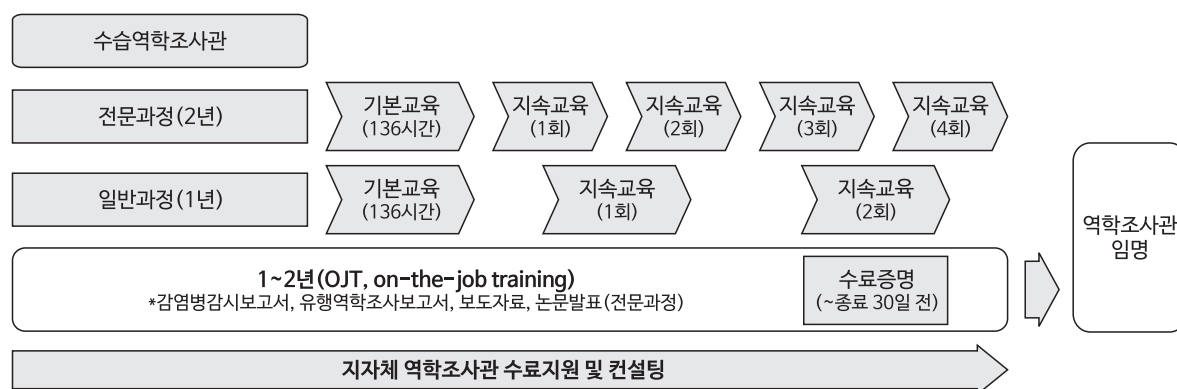 수습역학조사관
전문과정(2년)
기본교육
(136시간)
지속교육
(1회)
지속교육
(2회)
지속교육
(3회)
지속교육
(4회)
일반과정(1년)
기본교육
(136시간)
지속교육
(1회)
지속교육
(2회)
1~2년(OJT, on-the-job training)
*감염병감시보고서, 유행역학조사보고서, 보도자료, 논문발표(전문과정)
수료증명
(~종료 30일 전)
역학조사관
임명
지자체 역학조사관 수료지원 및 컨설팅